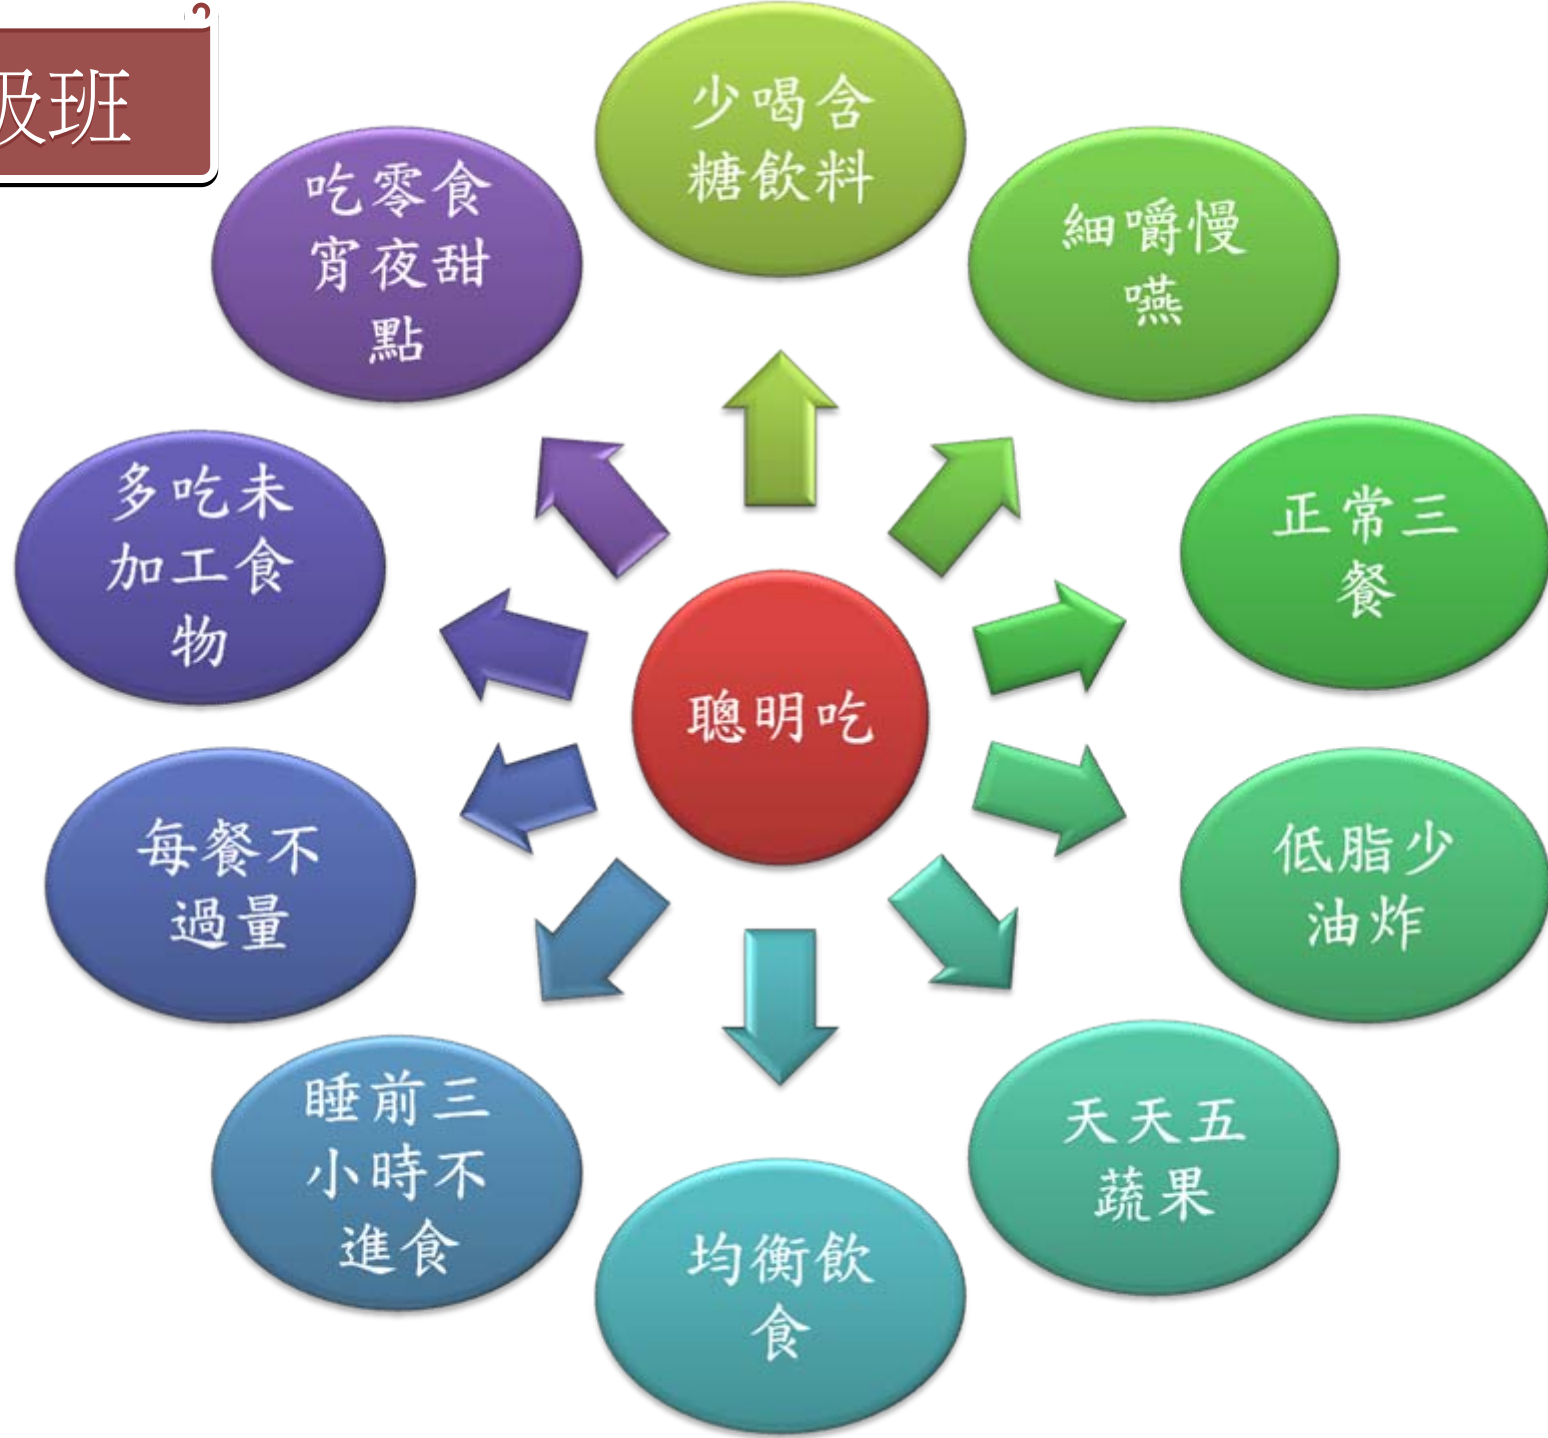 級班
少喝含
糖飲料
細嚼慢
嚥
正常三
餐
低脂少
油炸
天天五
蔬果
均衡飲
食
睡前三
小時不
進食
每餐不
過量
多吃未
加工食
物
吃零食
宵夜甜
點
聰明吃